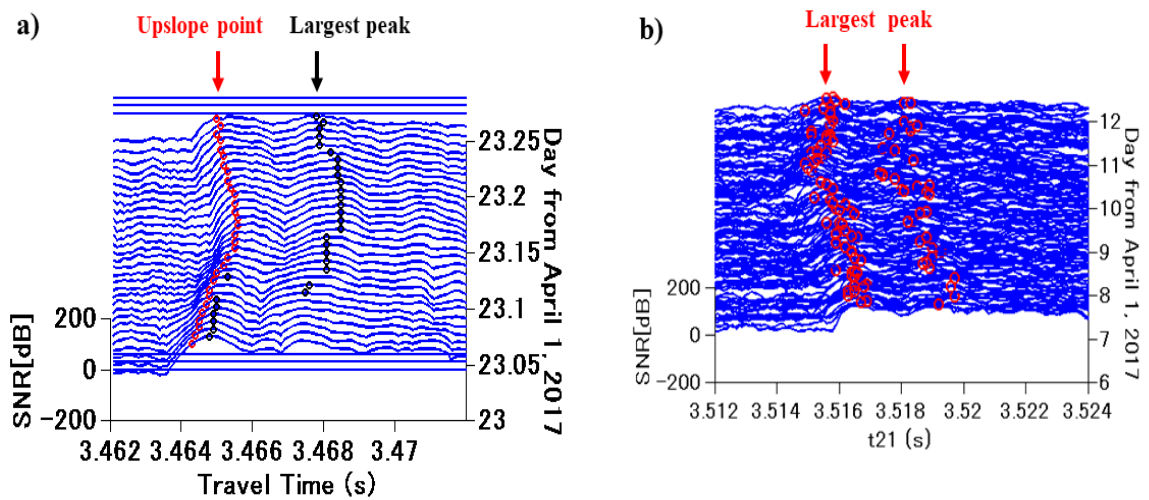 a)
Upslope point
Largest peak
200
0
-200
SNR[dB]
3.462 3.464 3.466 3.468 3.47
Travel Time (s)
23.25
23.2
23.15
23.1
23.05
23
Day from April 1, 2017
b)
Largest peak
200
0
-200
SNR[dB]
3.512 3.514 3.516 3.518 3.52 3.522 3.524
t21 (s)
12
11
10
9
8
7
6
Day from April 1, 2017